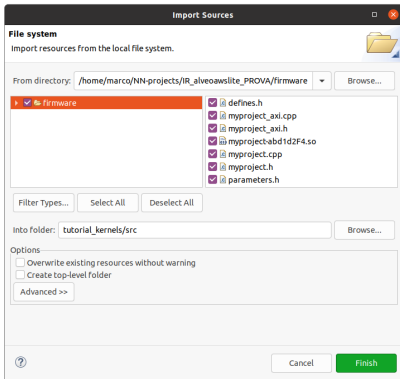 Import Sources
File system
Import resources from the local file system.
From directory: /home/marco/NN-projects/IR_alveoawslite_PROVA/firmware Browse...
firmware
defines.h
myproject_axi.cpp
myproject_axi.h
myproject-abd1d2F4.so
myproject.cpp
myproject.h
parameters.h
Filter Types... Select All Deselect All
Into folder: tutorial_kernels/src Browse...
Options
Overwrite existing resources without warning
Create top-level folder
Advanced >>
Cancel Finish